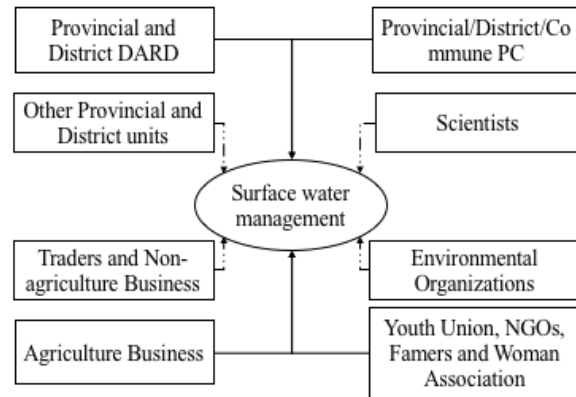 Provincial and
District DARD
Provincial/District/Co
mmune PC
Other Provincial and
District units
Scientists
Surface water
management
Traders and Non-
agriculture Business
Environmental
Organizations
Agriculture Business
Youth Union, NGOs,
Famers and Woman
Association